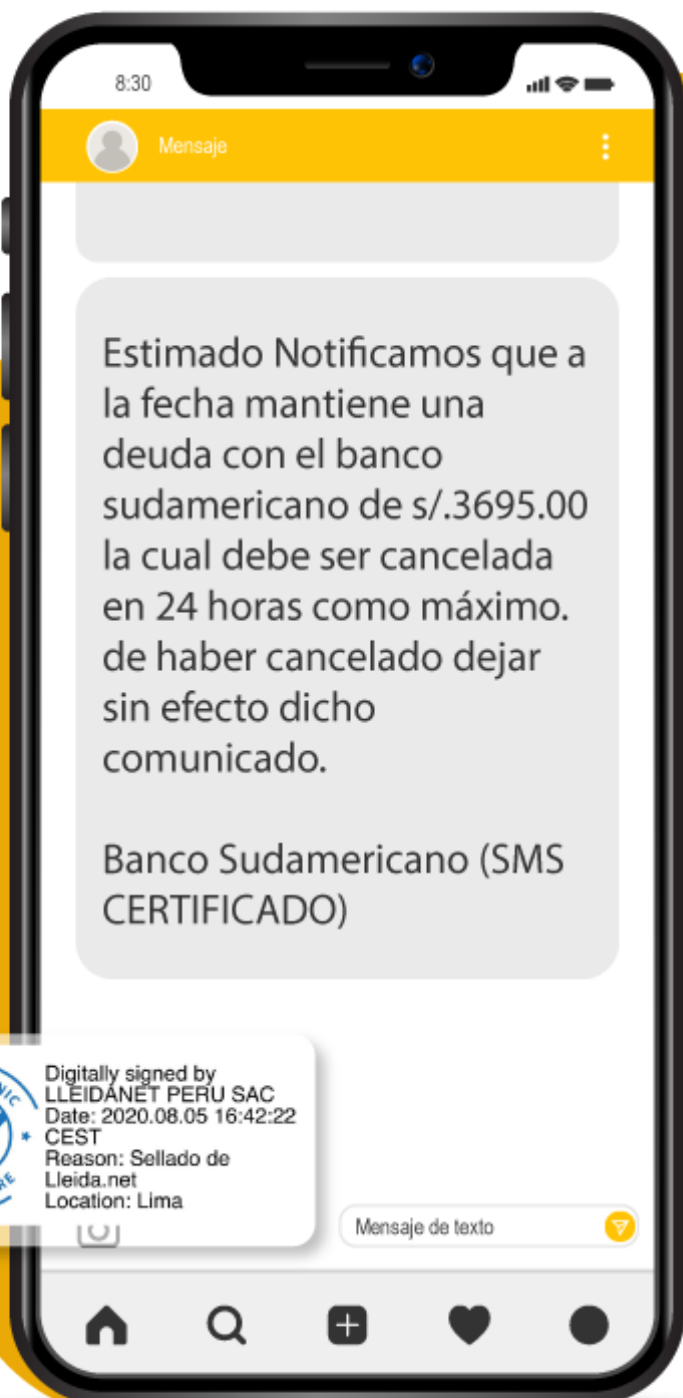 8:30
Mensaje
Estimado Notificamos que a
la fecha mantiene una
deuda con el banco
sudamericano de s/.3695.00
la cual debe ser cancelada
en 24 horas como máximo.
de haber cancelado dejar
sin efecto dicho
comunicado.
Banco Sudamericano (SMS
CERTIFICADO)
Digitally signed by
LLEIDANET PERU SAC
Date: 2020.08.05 16:42:22
CEST
Reason: Sellado de
Lleida.net
Location: Lima
Mensaje de texto